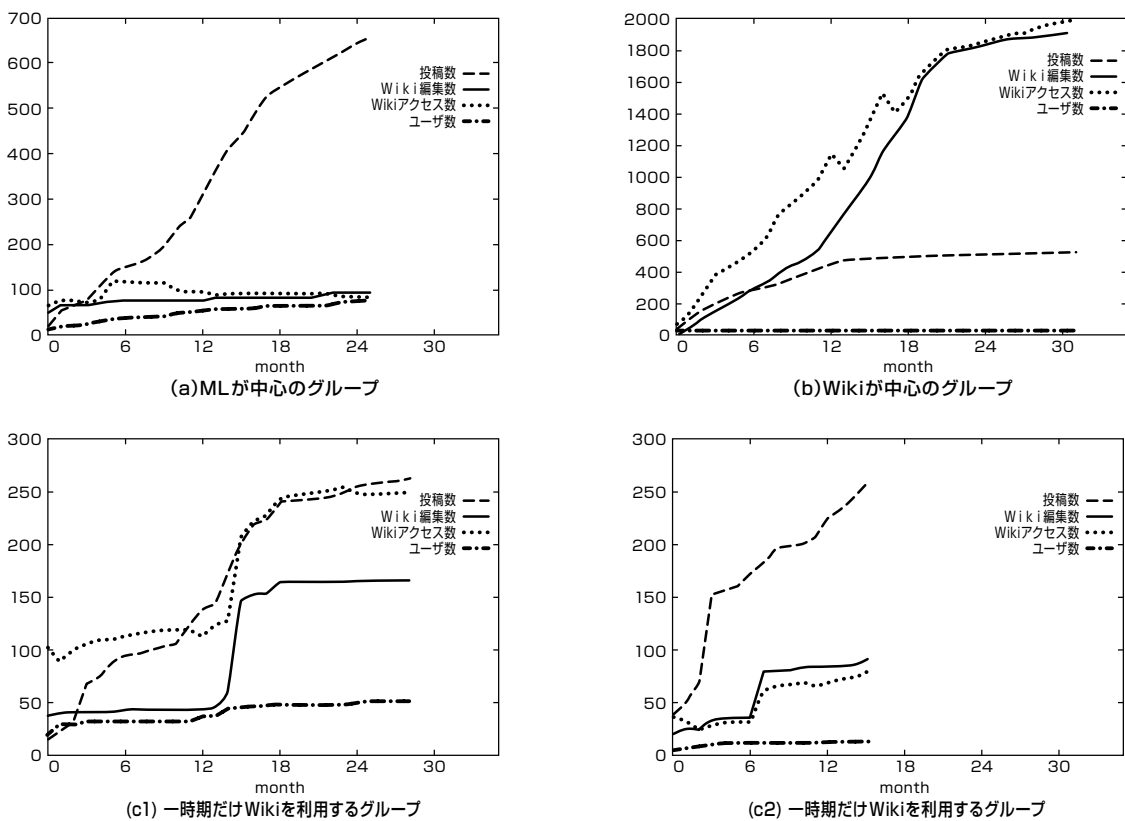 700
600
500
400
300
200
100
0
投稿数
Wiki編集数
Wikiアクセス数
ユーザ数
0 6 12 18 24 30
month
(a)MLが中心のグループ
2000
1800
1600
1400
1200
1000
800
600
400
200
0
投稿数
Wiki編集数
Wikiアクセス数
ユーザ数
0 6 12 18 24 30
month
(b)Wikiが中心のグループ
300
250
200
150
100
50
0
投稿数
Wiki編集数
Wikiアクセス数
ユーザ数
0 6 12 18 24 30
month
(c1) 一時期だけWikiを利用するグループ
300
250
200
150
100
50
0
投稿数
Wiki編集数
Wikiアクセス数
ユーザ数
0 6 12 18 24 30
month
(c2) 一時期だけWikiを利用するグループ